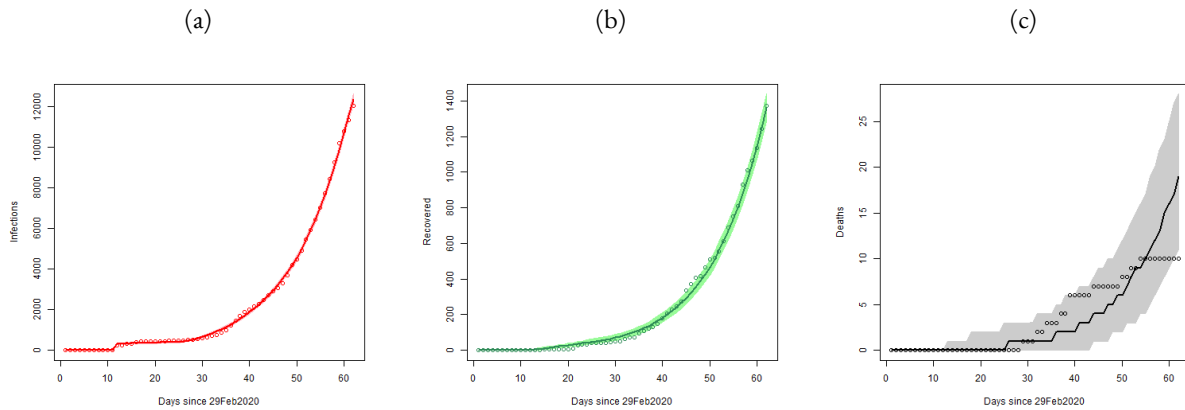 (a)
(b)
(c)
Infections
0 2000 4000 6000 8000 10000 12000
0 10 20 30 40 50 60
Days since 29Feb2020
Recovered
0 200 400 600 800 1000 1200 1400
0 10 20 30 40 50 60
Days since 29Feb2020
Deaths
0 5 10 15 20 25
0 10 20 30 40 50 60
Days since 29Feb2020